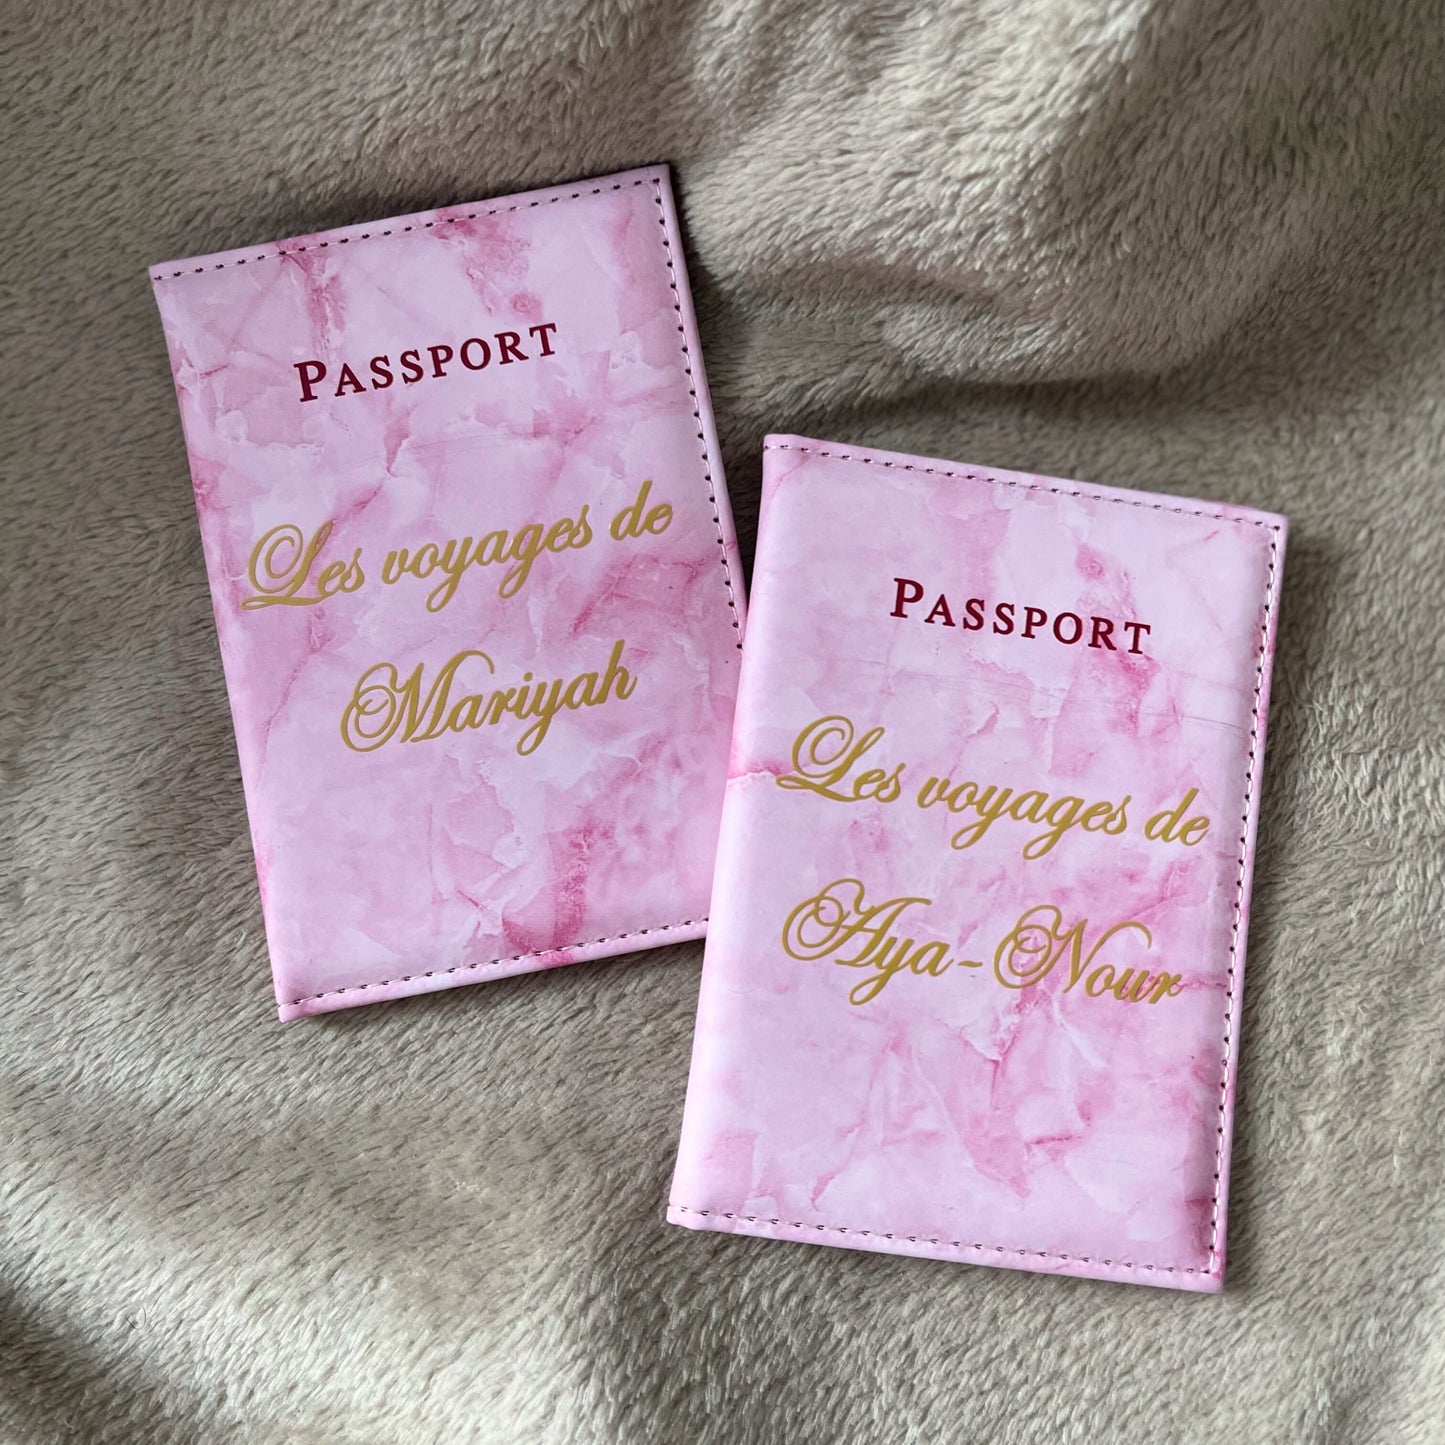 PASSPORT
Les voyages de
Mariyah
PASSPORT
Les voyages de
Aya-Nour